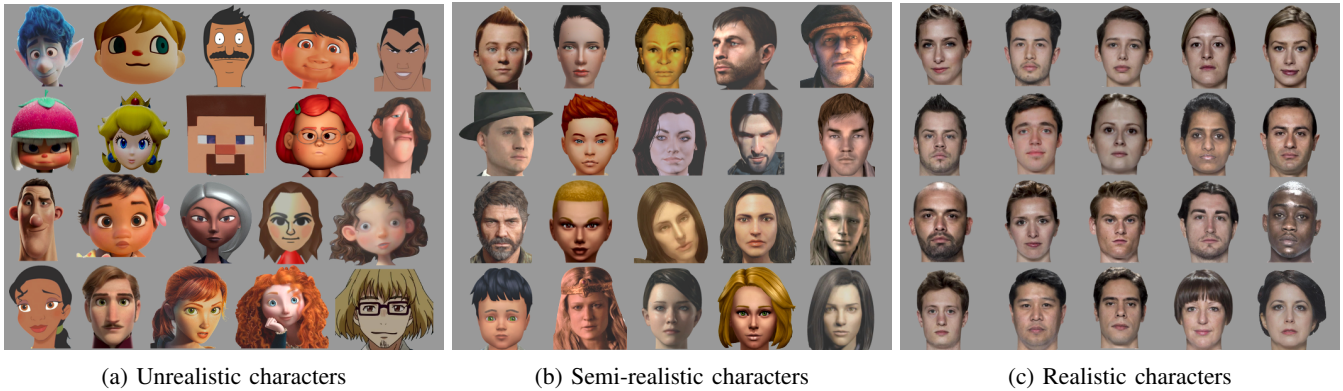 (a) Unrealistic characters
(b) Semi-realistic characters
(c) Realistic characters